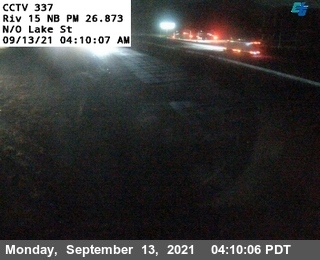 CCTV 337
Riv 15 NB PM 26.873
N/O Lake St
09/13/21 04:10:07 AM
Monday, September 13, 2021 04:10:06 PDT